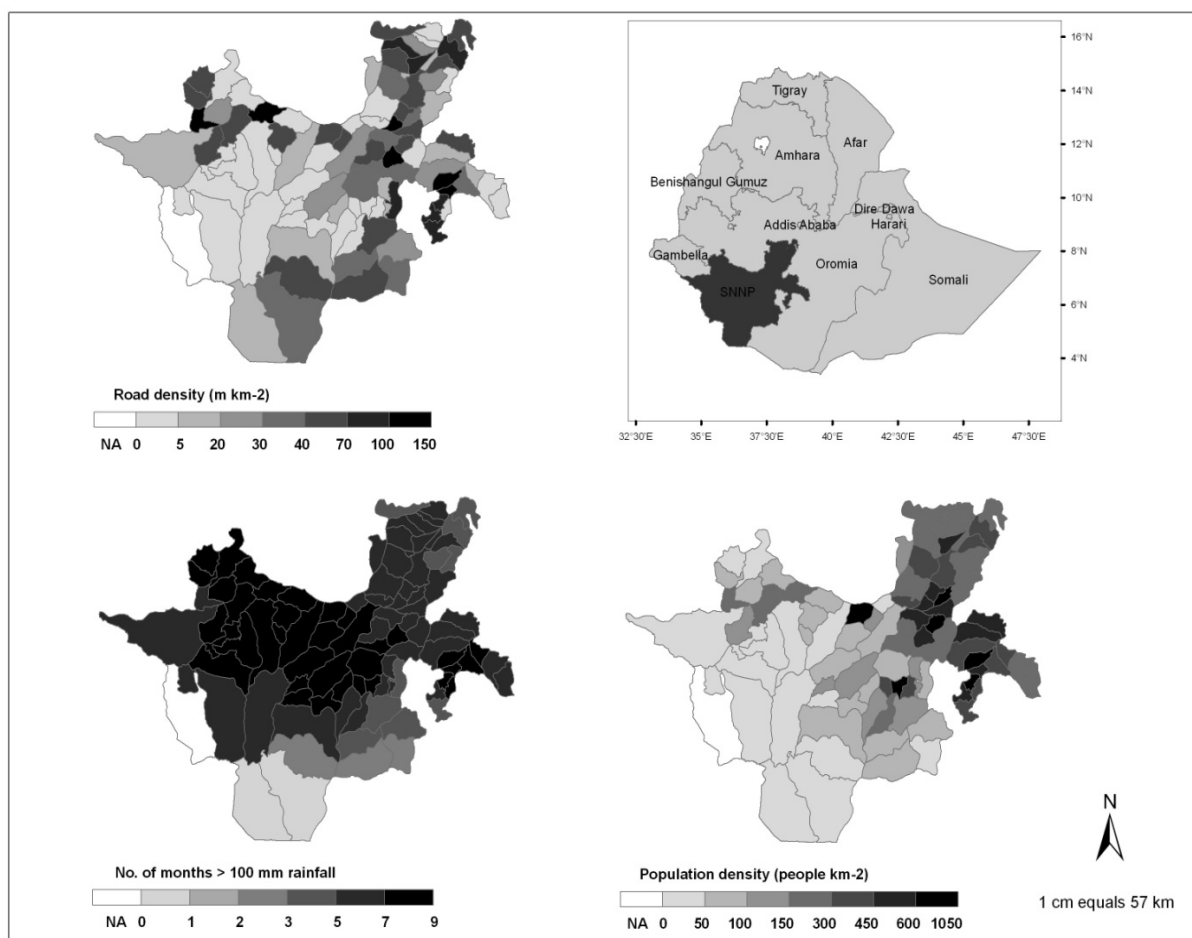 Road density (m km-2)
NA 0 5 20 30 40 70 100 150
16°N
14°N
12°N
10°N
8°N
6°N
4°N
32°30'E 35°E 37°30'E 40°E 42°30'E 45°E 47°30'E
Tigray
Afar
Amhara
Benishangul Gumuz
Dire Dawa
Addis Ababa Harari
Gambella
Oromia
Somali
SNNP
No. of months > 100 mm rainfall
NA 0 1 2 3 5 7 9
Population density (people km-2)
NA 0 50 100 150 300 450 600 1050
N
1 cm equals 57 km